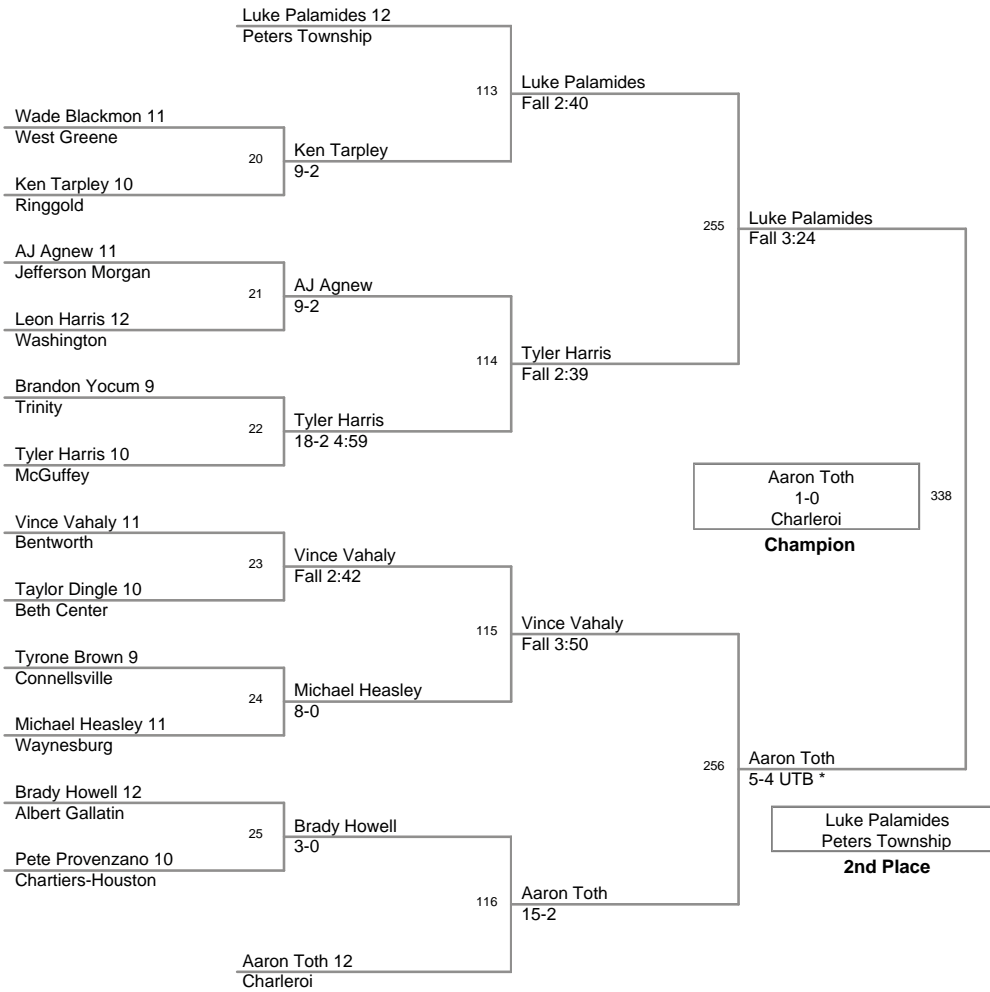 Luke Palamides 12
Peters Township
113
Luke Palamides
Fall 2:40
Wade Blackmon 11
West Greene
20
Ken Tarpley
9-2
Ken Tarpley 10
Ringgold
255
Luke Palamides
Fall 3:24
AJ Agnew 11
Jefferson Morgan
21
AJ Agnew
9-2
Leon Harris 12
Washington
114
Tyler Harris
Fall 2:39
Brandon Yocum 9
Trinity
22
Tyler Harris
18-2 4:59
Tyler Harris 10
McGuffey
Aaron Toth
1-0
Charleroi
Champion
338
Vince Vahaly 11
Bentworth
23
Vince Vahaly
Fall 2:42
Taylor Dingle 10
Beth Center
115
Vince Vahaly
Fall 3:50
Tyrone Brown 9
Connellsville
24
Michael Heasley
8-0
Michael Heasley 11
Waynesburg
256
Aaron Toth
5-4 UTB *
Brady Howell 12
Albert Gallatin
25
Brady Howell
3-0
Luke Palamides
Peters Township
2nd Place
Pete Provenzano 10
Chartiers-Houston
116
Aaron Toth
15-2
Aaron Toth 12
Charleroi